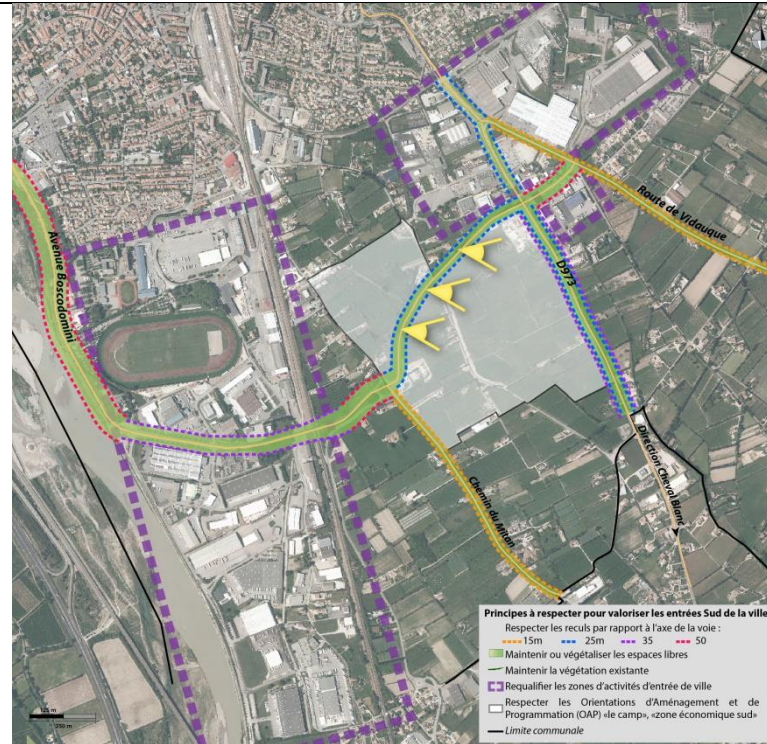 Avenue Boscodomini
Route de Vidauque
D973
Direction Cheval Blanc
Chemin du Mitan
Principes à respecter pour valoriser les entrées Sud de la ville
Respecter les reculs par rapport à l'axe de la voie :
15m 25m 35 50
Maintenir ou végétaliser les espaces libres
Maintenir la végétation existante
Requalifier les zones d'activités d'entrée de ville
Respecter les Orientations d'Aménagement et de
Programmation (OAP) «le camp», «zone économique sud»
Limite communale
125 m
250 m